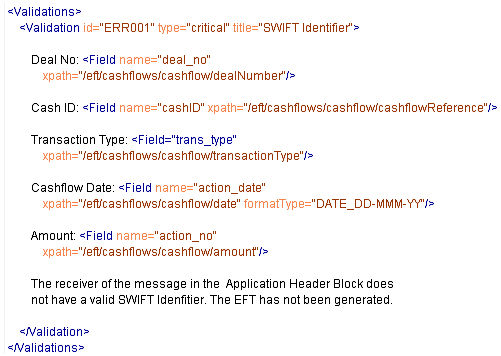 <Validations>
<Validation id="ERR001" type="critical" title="SWIFT Identifier">
Deal No: <Field name="deal_no"
xpath="/eft/cashflows/cashflow/dealNumber"/>
Cash ID: <Field name="cashID" xpath="/eft/cashflows/cashflow/cashflowReference"/>
Transaction Type: <Field="trans_type"
xpath="/eft/cashflows/cashflow/transactionType"/>
Cashflow Date: <Field name="action_date"
xpath="/eft/cashflows/cashflow/date" formatType="DATE_DD-MMM-YY"/>
Amount: <Field name="action_no"
xpath="/eft/cashflows/cashflow/amount"/>
The receiver of the message in the  Application Header Block does
not have a valid SWIFT Idenfitier. The EFT has not been generated.
</Validation>
</Validations>